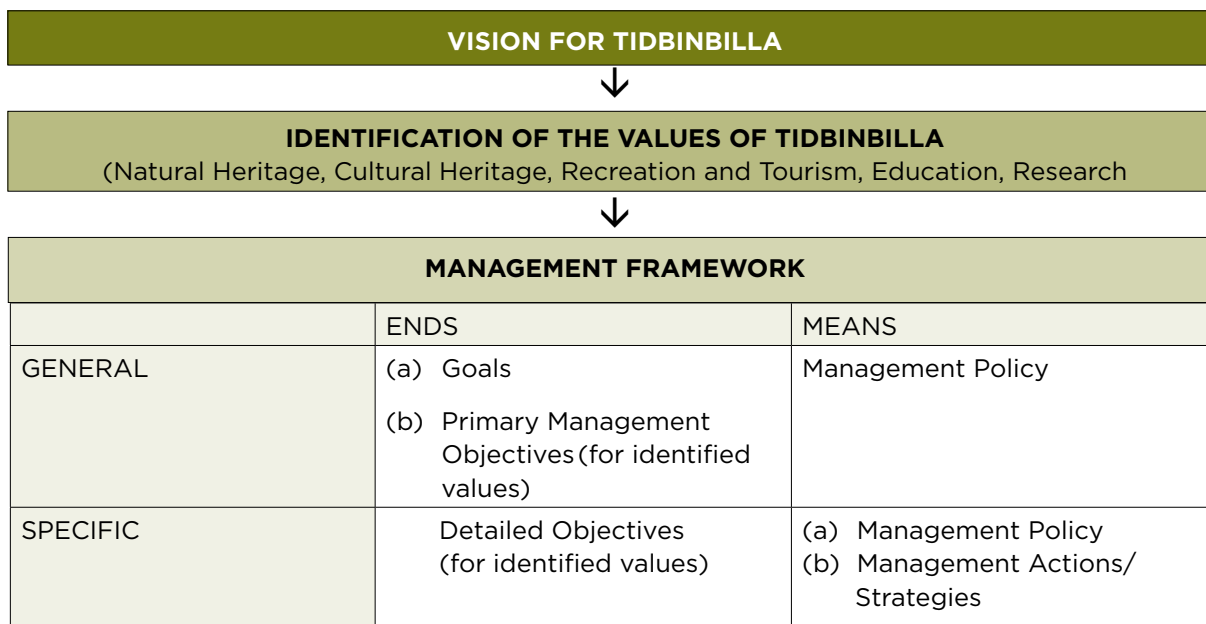 VISION FOR TIDBINBILLA
IDENTIFICATION OF THE VALUES OF TIDBINBILLA
(Natural Heritage, Cultural Heritage, Recreation and Tourism, Education, Research
MANAGEMENT FRAMEWORK
ENDS MEANS
GENERAL (a) Goals Management Policy
(b) Primary Management
Objectives (for identified
values)
SPECIFIC Detailed Objectives (a) Management Policy
(for identified values) (b) Management Actions/
Strategies